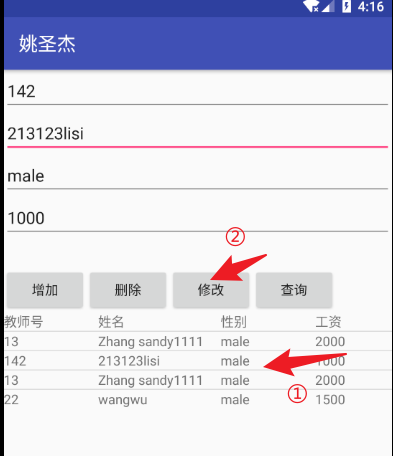 4:16
姚圣杰
142
213123lisi
male
1000
②
增加 删除 修改 查询
教师号 姓名 性别 工资
13 Zhang sandy1111 male 2000
142 213123lisi male 1000
13 Zhang sandy1111 male 2000
①
22 wangwu male 1500